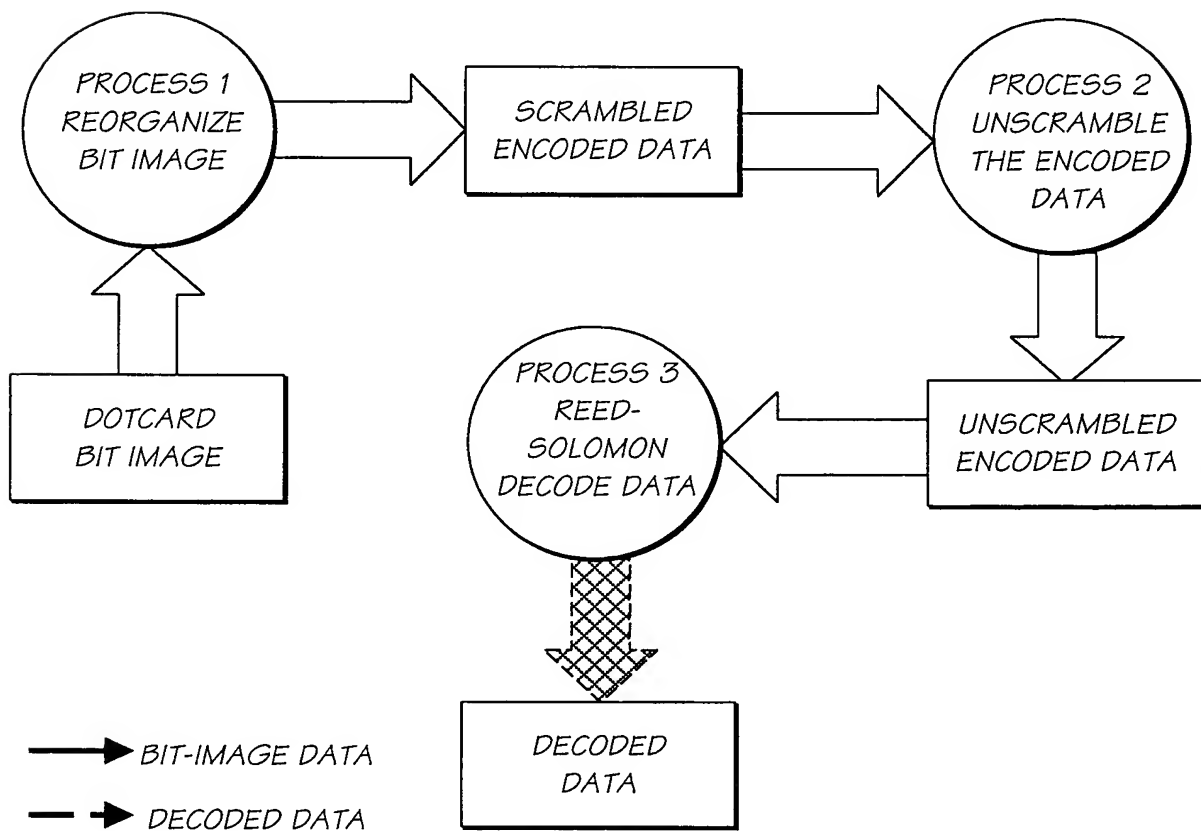 PROCESS 1
REORGANIZE
BIT IMAGE
SCRAMBLED
ENCODED DATA
PROCESS 2
UNSCRAMBLE
THE ENCODED
DATA
DOTCARD
BIT IMAGE
PROCESS 3
REED-
SOLOMON
DECODE DATA
UNSCRAMBLED
ENCODED DATA
DECODED
DATA
BIT-IMAGE DATA
DECODED DATA